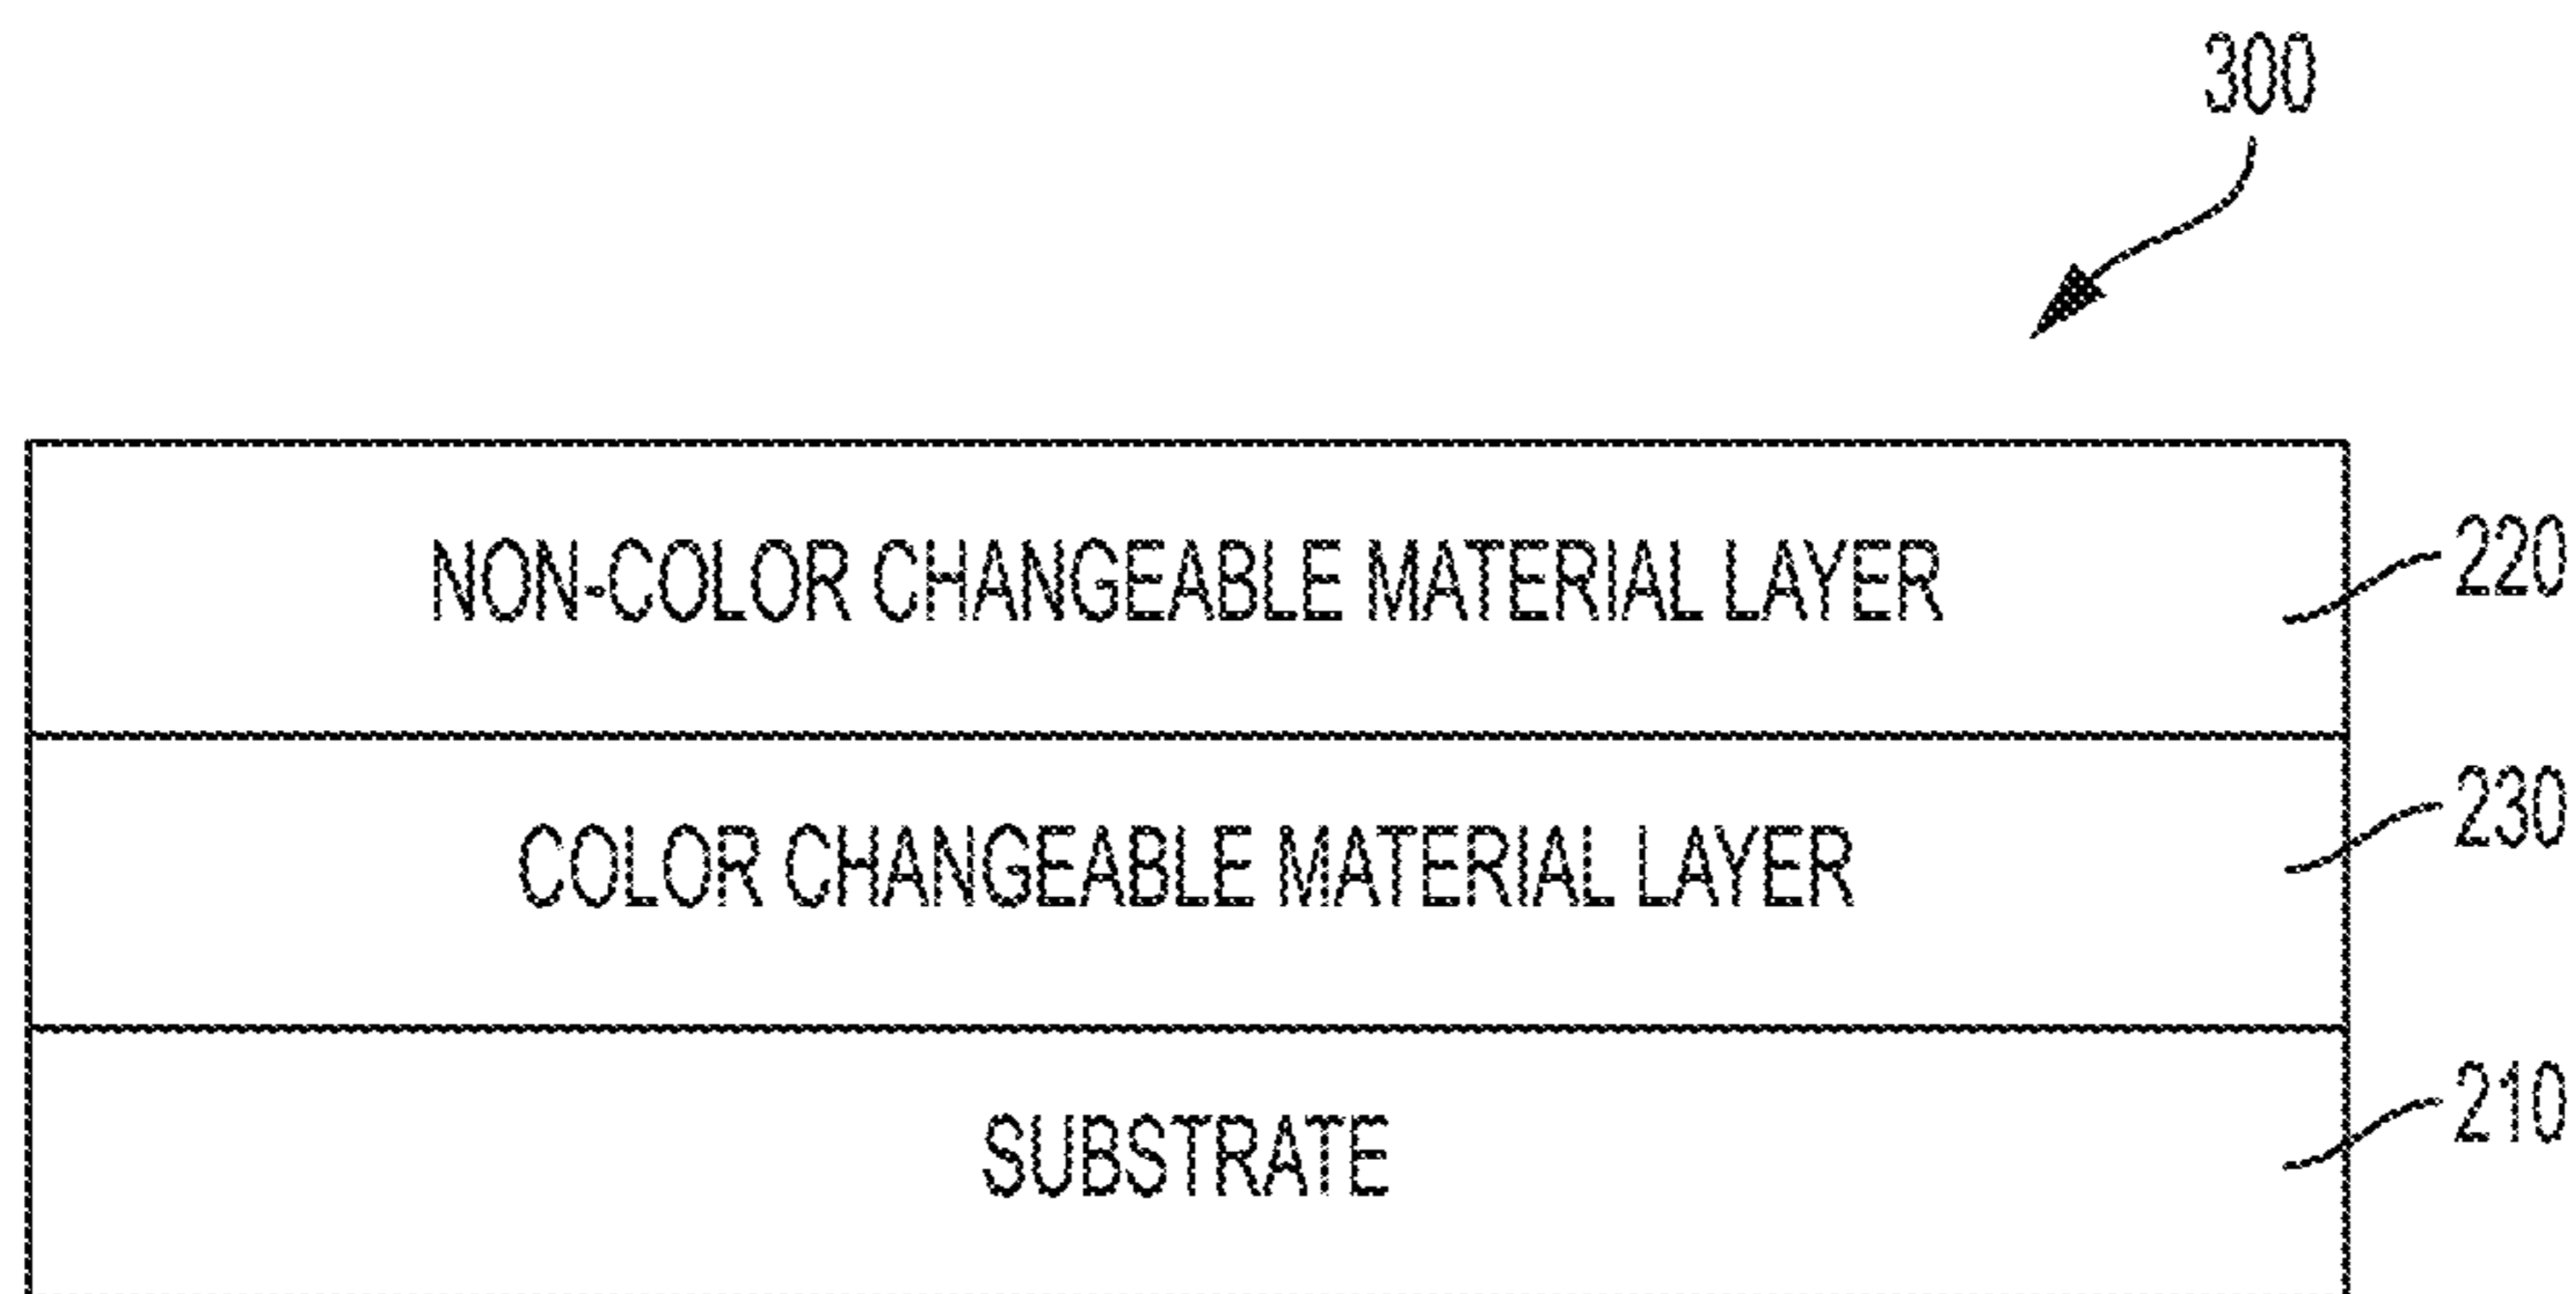 300
NON-COLOR CHANGEABLE MATERIAL LAYER
220
COLOR CHANGEABLE MATERIAL LAYER
230
SUBSTRATE
210